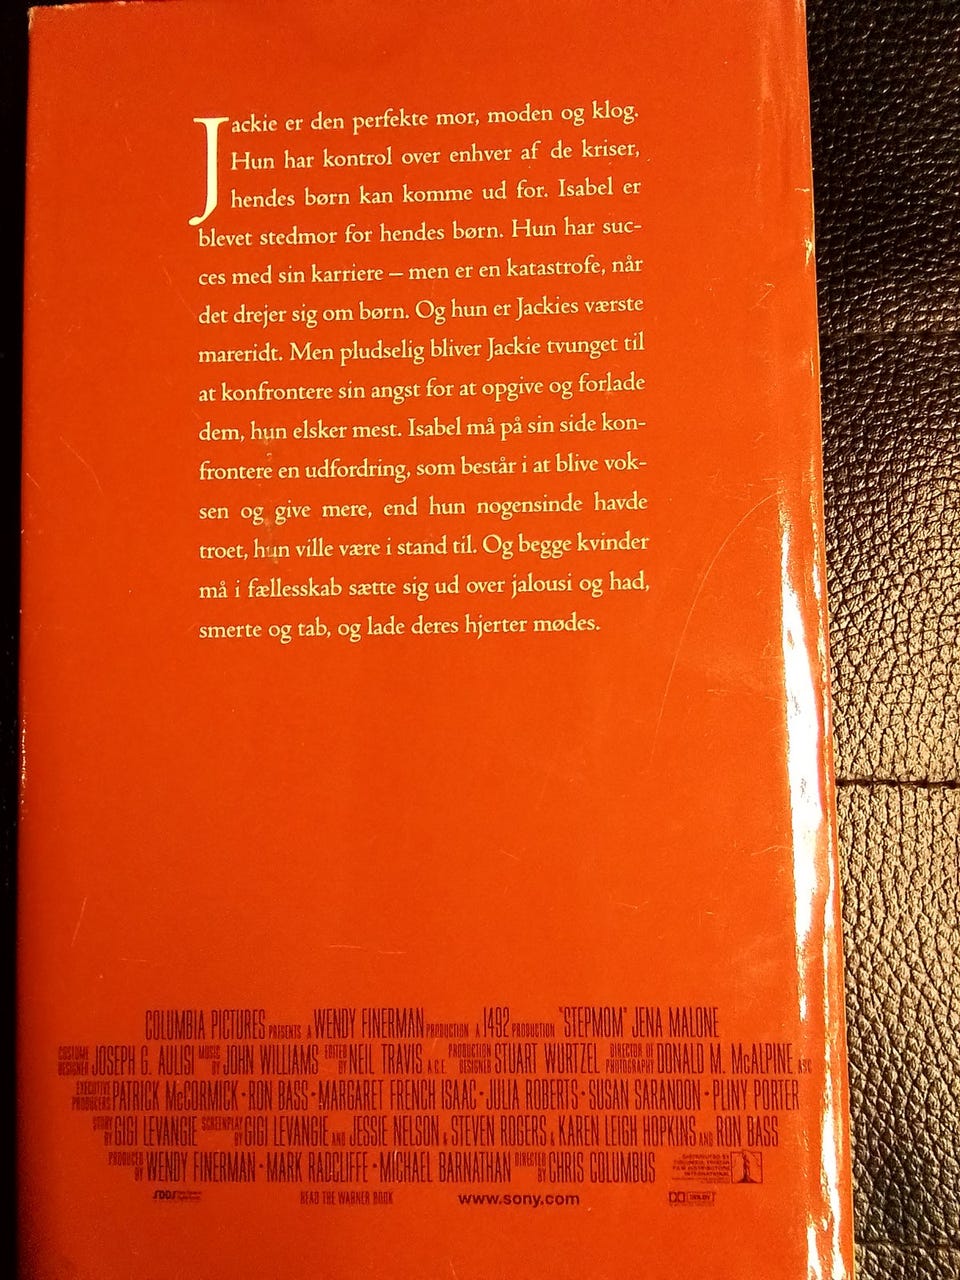 Jackie er den perfekte mor, moden og klog.
Hun har kontrol over enhver af de kriser,
hendes børn kan komme ud for. Isabel er
blevet stedmor for hendes børn. Hun har suc-
ces med sin karriere – men er en katastrofe, når
det drejer sig om børn. Og hun er Jackies værste
mareridt. Men pludselig bliver Jackie tvunget til
at konfrontere sin angst for at opgive og forlade
dem, hun elsker mest. Isabel må på sin side kon-
frontere en udfordring, som består i at blive vok-
sen og give mere, end hun nogensinde havde
troet, hun ville være i stand til. Og begge kvinder
må i fællesskab sætte sig ud over jalousi og had,
smerte og tab, og lade deres hjerter mødes.
COLUMBIA PICTURES PRESENTS A WENDY FINERMAN PRODUCTION A 1492 PRODUCTION "STEPMOM" JENA MALONE
COSTUME DESIGNER JOSEPH G. AULISI MUSIC BY JOHN WILLIAMS EDITED BY NEIL TRAVIS A.C.E. PRODUCTION DESIGNER STUART WURTZEL DIRECTOR OF PHOTOGRAPHY DONALD M. McALPINE, ASC
EXECUTIVE PRODUCERS PATRICK McCORMICK · RON BASS · MARGARET FRENCH ISAAC · JULIA ROBERTS · SUSAN SARANDON · PLINY PORTER
STORY BY GIGI LEVANGIE SCREENPLAY BY GIGI LEVANGIE AND JESSIE NELSON & STEVEN ROGERS & KAREN LEIGH HOPKINS AND RON BASS
PRODUCED BY WENDY FINERMAN · MARK RADCLIFFE · MICHAEL BARNATHAN DIRECTED BY CHRIS COLUMBUS
DISTRIBUTED BY
COLUMBIA TRISTAR
FILM DISTRIBUTORS
INTERNATIONAL
SDDS READ THE WARNER BOOK www.sony.com DOLBY